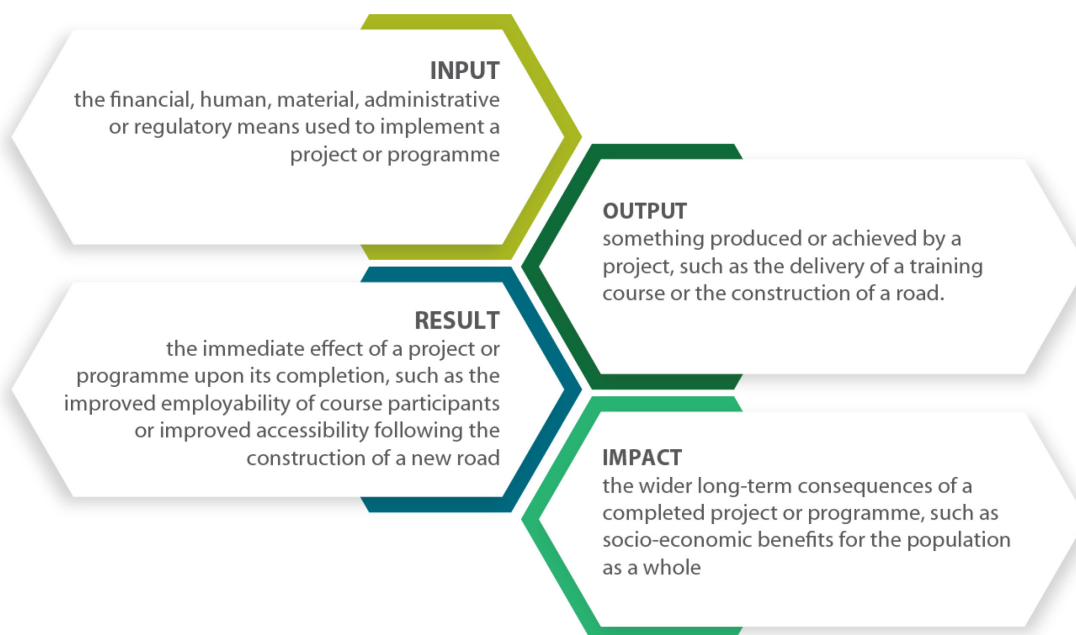 INPUT
the financial, human, material, administrative
or regulatory means used to implement a
project or programme
OUTPUT
something produced or achieved by a
project, such as the delivery of a training
course or the construction of a road.
RESULT
the immediate effect of a project or
programme upon its completion, such as the
improved employability of course participants
or improved accessibility following the
construction of a new road
IMPACT
the wider long-term consequences of a
completed project or programme, such as
socio-economic benefits for the population
as a whole